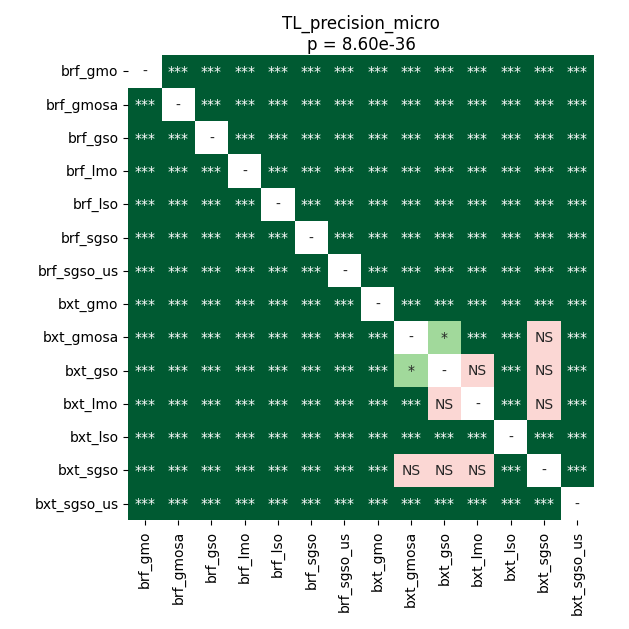 TL_precision_micro
p = 8.60e-36
brf_gmo - *** *** *** *** *** *** *** *** *** *** *** *** ***
brf_gmosa *** - *** *** *** *** *** *** *** *** *** *** *** ***
brf_gso *** *** - *** *** *** *** *** *** *** *** *** *** ***
brf_lmo *** *** *** - *** *** *** *** *** *** *** *** *** ***
brf_lso *** *** *** *** - *** *** *** *** *** *** *** *** ***
brf_sgso *** *** *** *** *** - *** *** *** *** *** *** *** ***
brf_sgso_us *** *** *** *** *** *** - *** *** *** *** *** *** ***
bxt_gmo *** *** *** *** *** *** *** - *** *** *** *** *** ***
bxt_gmosa *** *** *** *** *** *** *** *** - * *** *** NS ***
bxt_gso *** *** *** *** *** *** *** *** * - NS *** NS ***
bxt_lmo *** *** *** *** *** *** *** *** *** NS - *** NS ***
bxt_lso *** *** *** *** *** *** *** *** *** *** *** - *** ***
bxt_sgso *** *** *** *** *** *** *** *** NS NS NS *** - ***
bxt_sgso_us *** *** *** *** *** *** *** *** *** *** *** *** *** -
brf_gmo
brf_gmosa
brf_gso
brf_lmo
brf_lso
brf_sgso
brf_sgso_us
bxt_gmo
bxt_gmosa
bxt_gso
bxt_lmo
bxt_lso
bxt_sgso
bxt_sgso_us